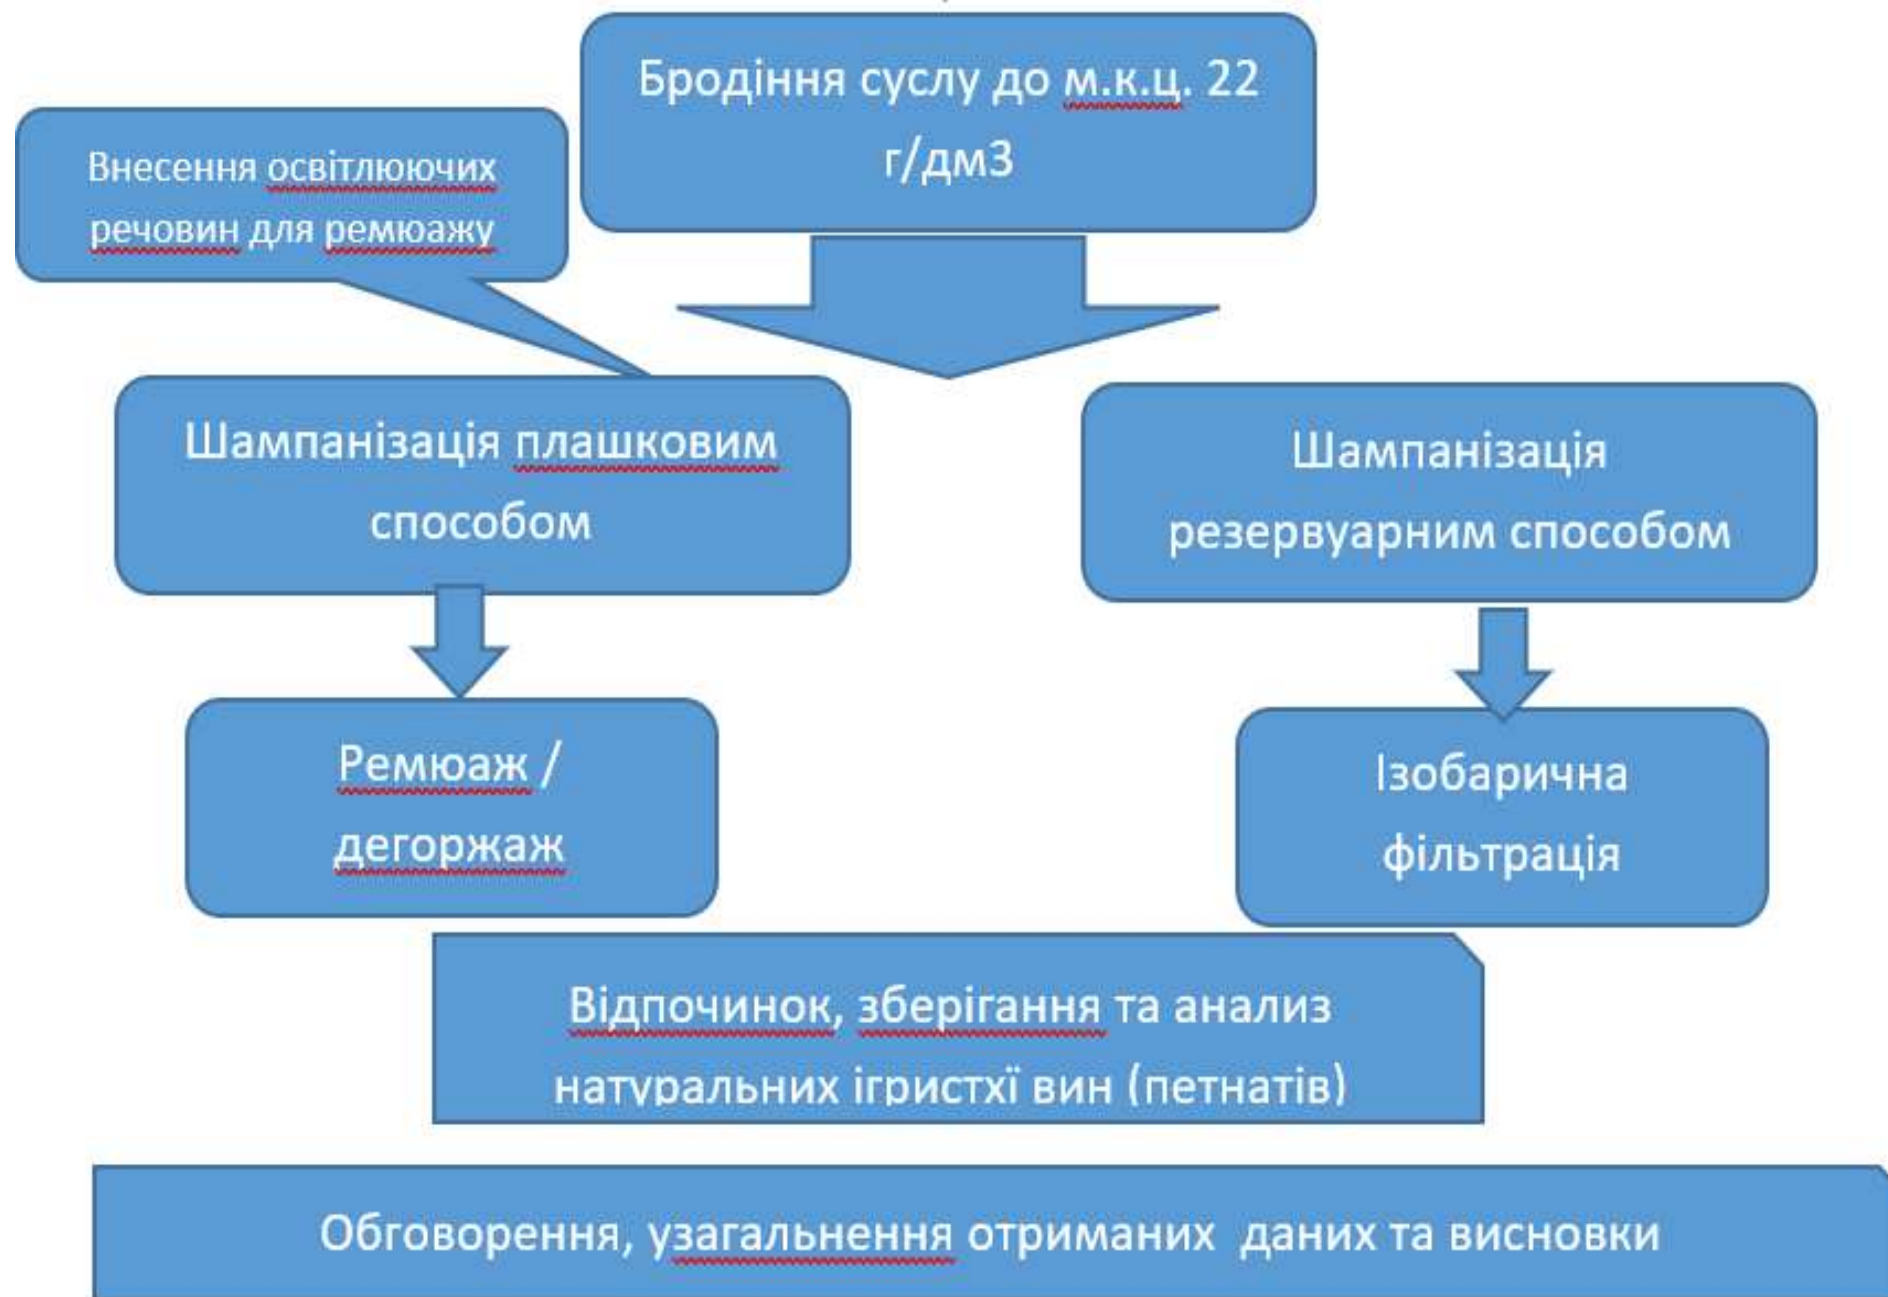 Бродіння суслу до м.к.ц. 22
г/дм3
Внесення освітлюючих
речовин для ремюажу
Шампанізація плашковим
способом
Шампанізація
резервуарним способом
Ремюаж /
дегоржаж
Ізобарична
фільтрація
Відпочинок, зберігання та анализ
натуральних ігристхї вин (петнатів)
Обговорення, узагальнення отриманих даних та висновки